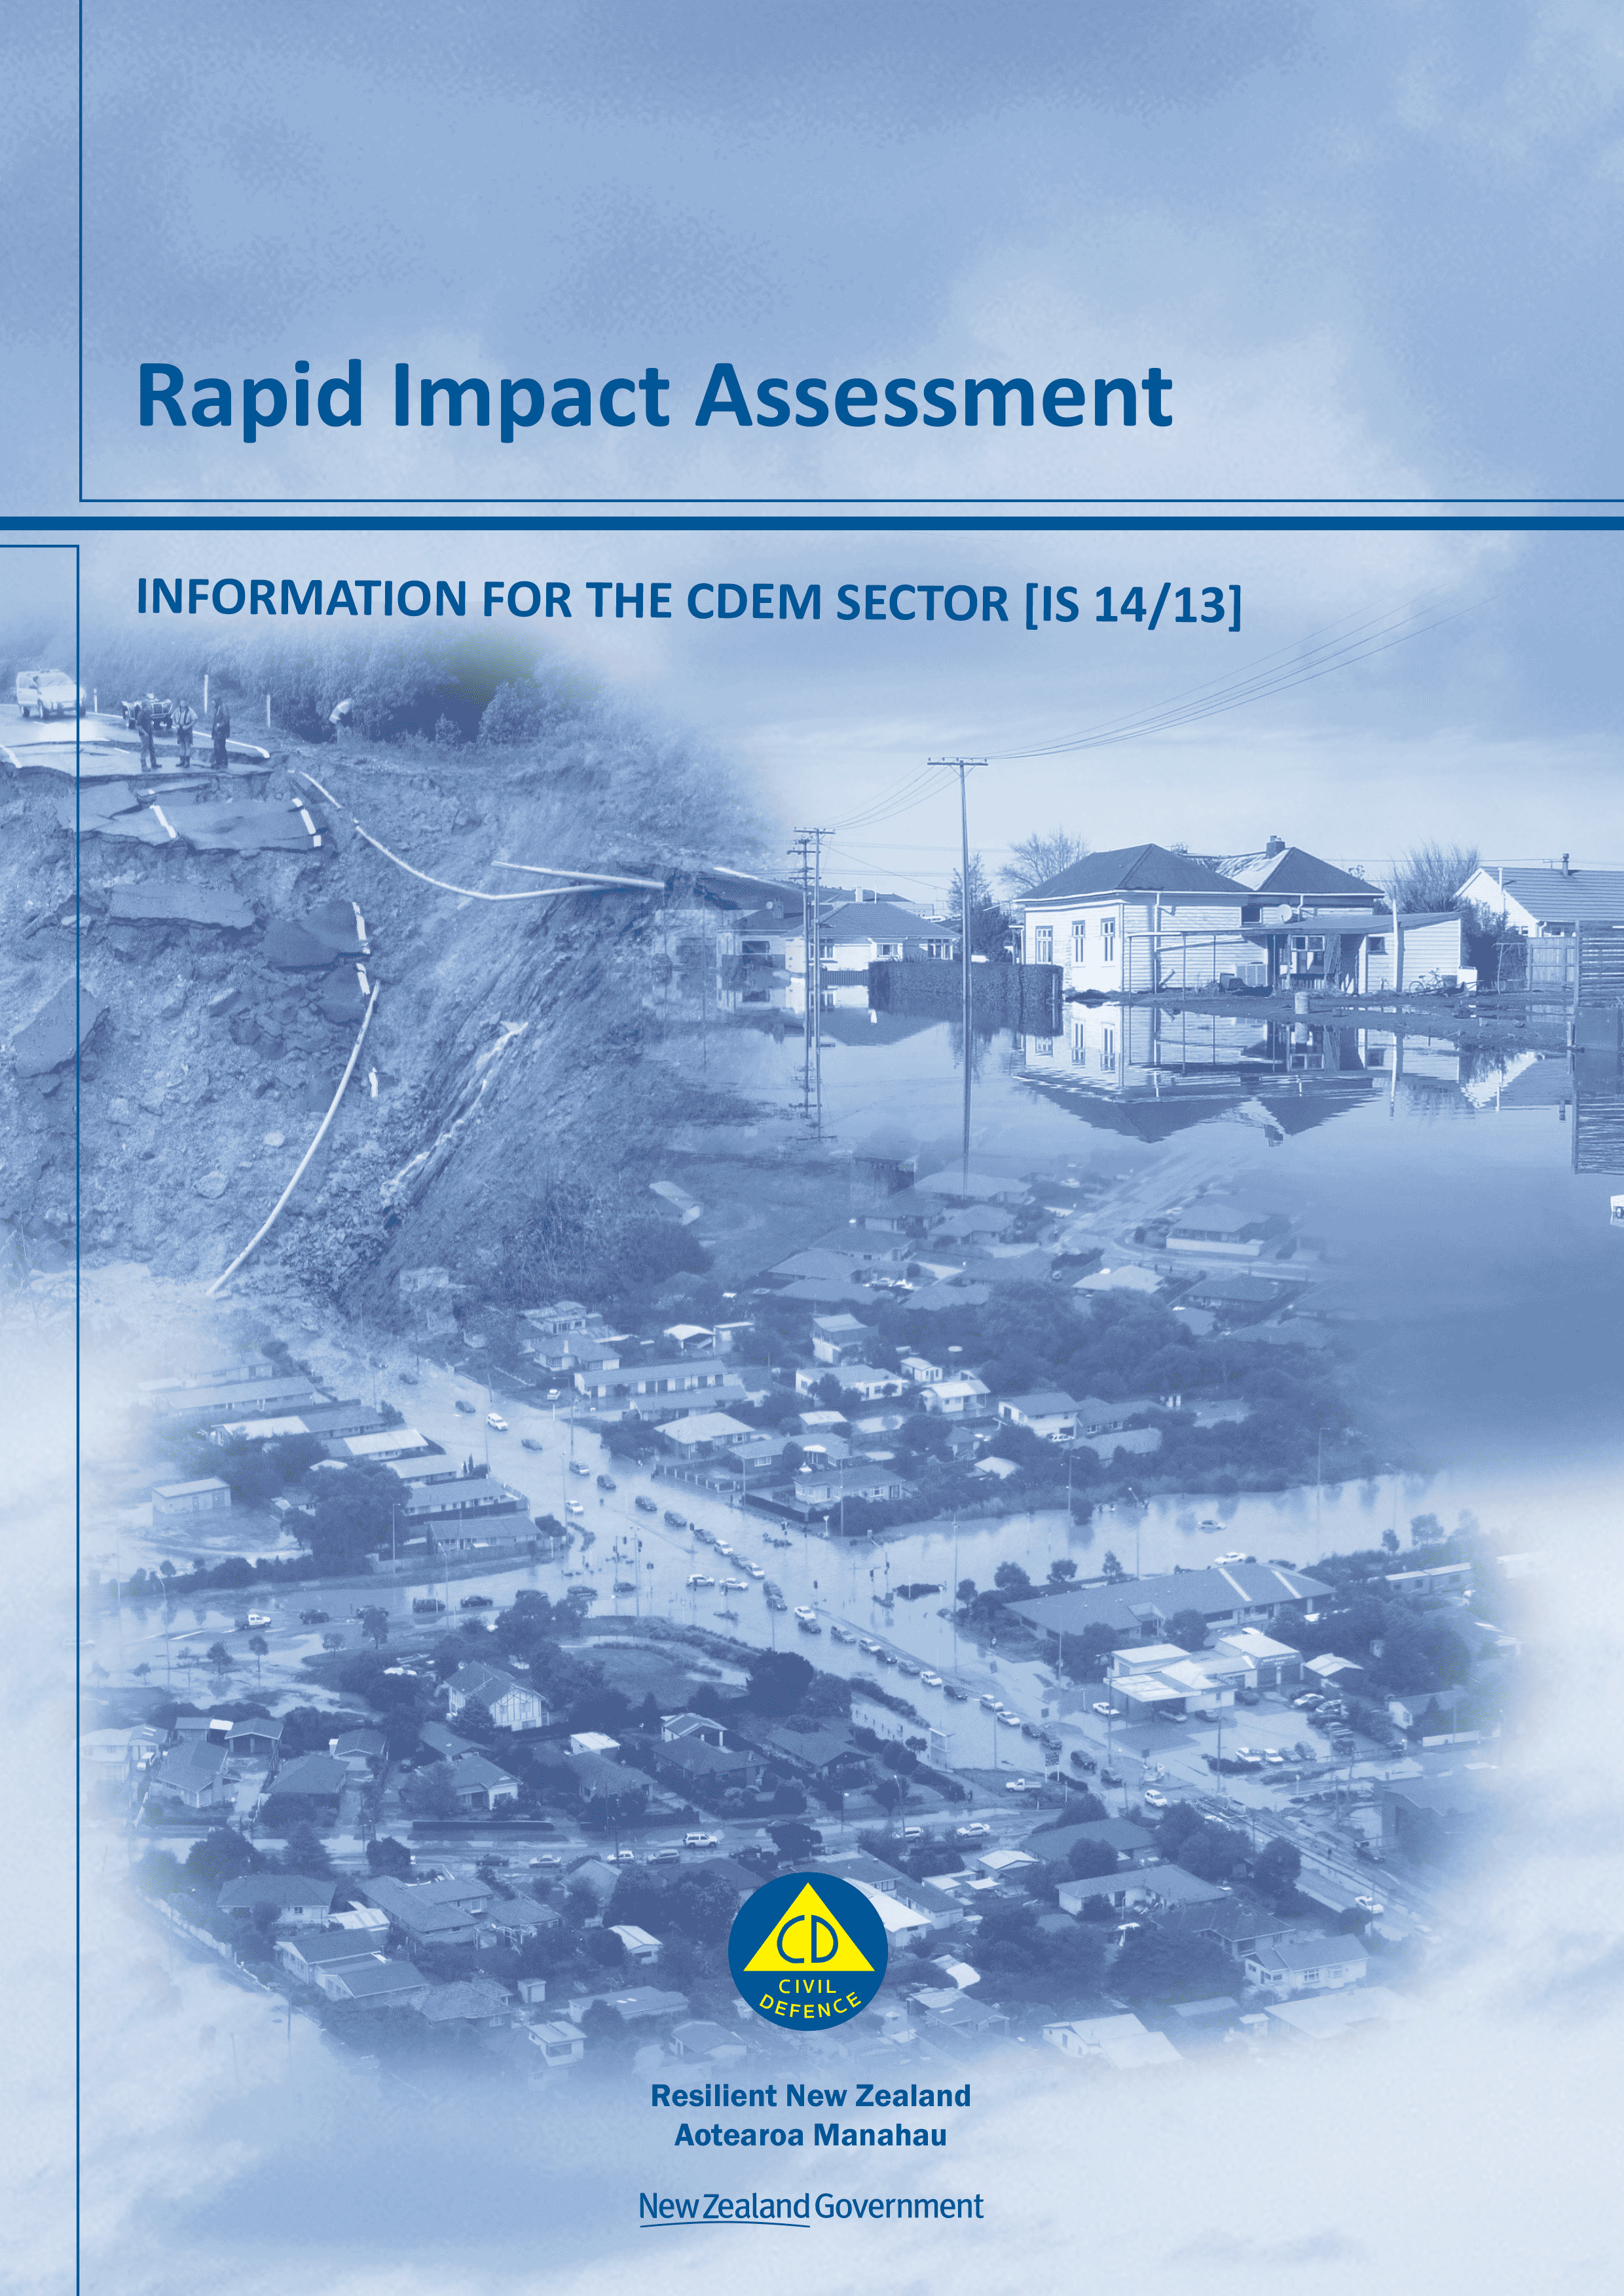 Rapid Impact Assessment
INFORMATION FOR THE CDEM SECTOR [IS 14/13]
CD
CIVIL
DEFENCE
Resilient New Zealand
Aotearoa Manahau
New Zealand Government